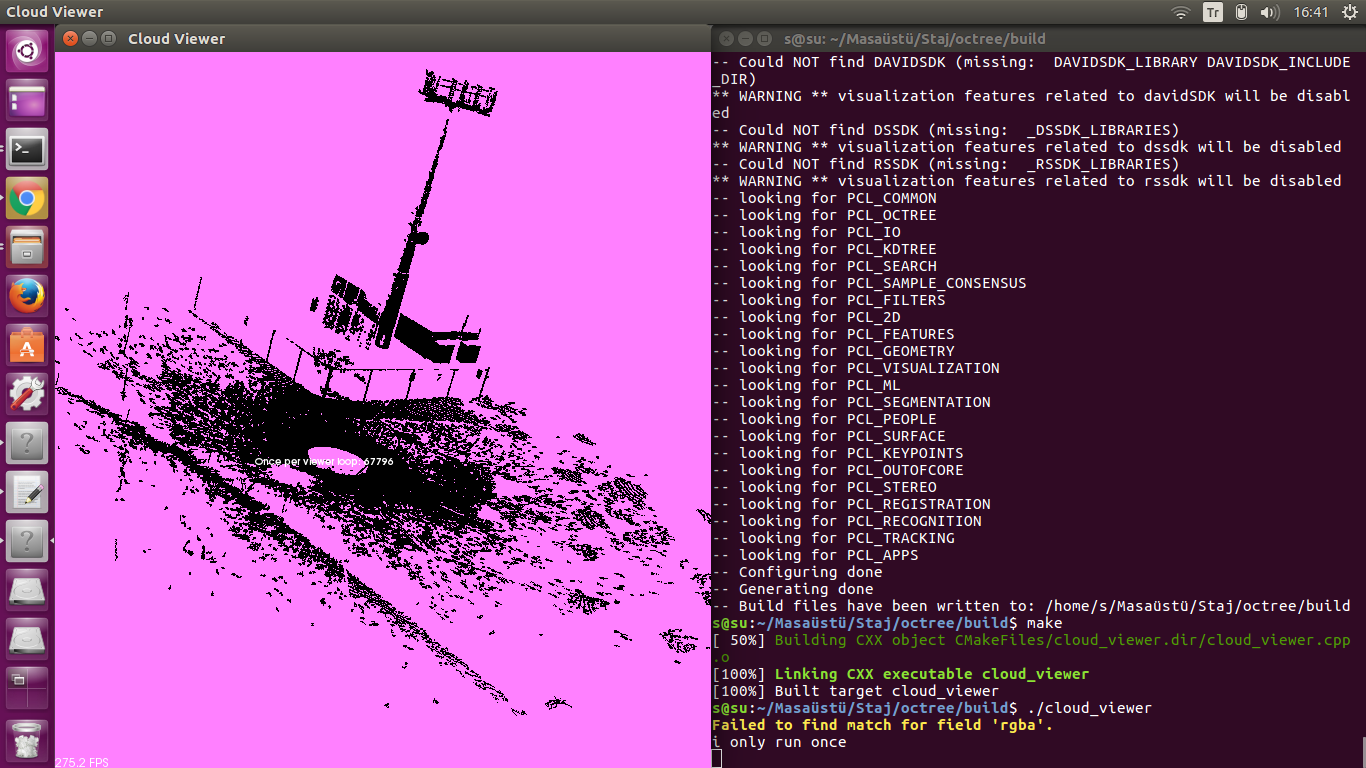 Cloud Viewer
Tr
16:41
Cloud Viewer
Once per viewer loop: 67796
275.2 FPS
s@su: ~/Masaüstü/Staj/octree/build
-- Could NOT find DAVIDSDK (missing:  DAVIDSDK_LIBRARY DAVIDSDK_INCLUDE
_DIR)
** WARNING ** visualization features related to davidSDK will be disabl
ed
-- Could NOT find DSSDK (missing:  _DSSDK_LIBRARIES)
** WARNING ** visualization features related to dssdk will be disabled
-- Could NOT find RSSDK (missing:  _RSSDK_LIBRARIES)
** WARNING ** visualization features related to rssdk will be disabled
-- looking for PCL_COMMON
-- looking for PCL_OCTREE
-- looking for PCL_IO
-- looking for PCL_KDTREE
-- looking for PCL_SEARCH
-- looking for PCL_SAMPLE_CONSENSUS
-- looking for PCL_FILTERS
-- looking for PCL_2D
-- looking for PCL_FEATURES
-- looking for PCL_GEOMETRY
-- looking for PCL_VISUALIZATION
-- looking for PCL_ML
-- looking for PCL_SEGMENTATION
-- looking for PCL_PEOPLE
-- looking for PCL_SURFACE
-- looking for PCL_KEYPOINTS
-- looking for PCL_OUTOFCORE
-- looking for PCL_STEREO
-- looking for PCL_REGISTRATION
-- looking for PCL_RECOGNITION
-- looking for PCL_TRACKING
-- looking for PCL_APPS
-- Configuring done
-- Generating done
-- Build files have been written to: /home/s/Masaüstü/Staj/octree/build
s@su:~/Masaüstü/Staj/octree/build$ make
[ 50%] Building CXX object CMakeFiles/cloud_viewer.dir/cloud_viewer.cpp
.o
[100%] Linking CXX executable cloud_viewer
[100%] Built target cloud_viewer
s@su:~/Masaüstü/Staj/octree/build$ ./cloud_viewer
Failed to find match for field 'rgba'.
i only run once